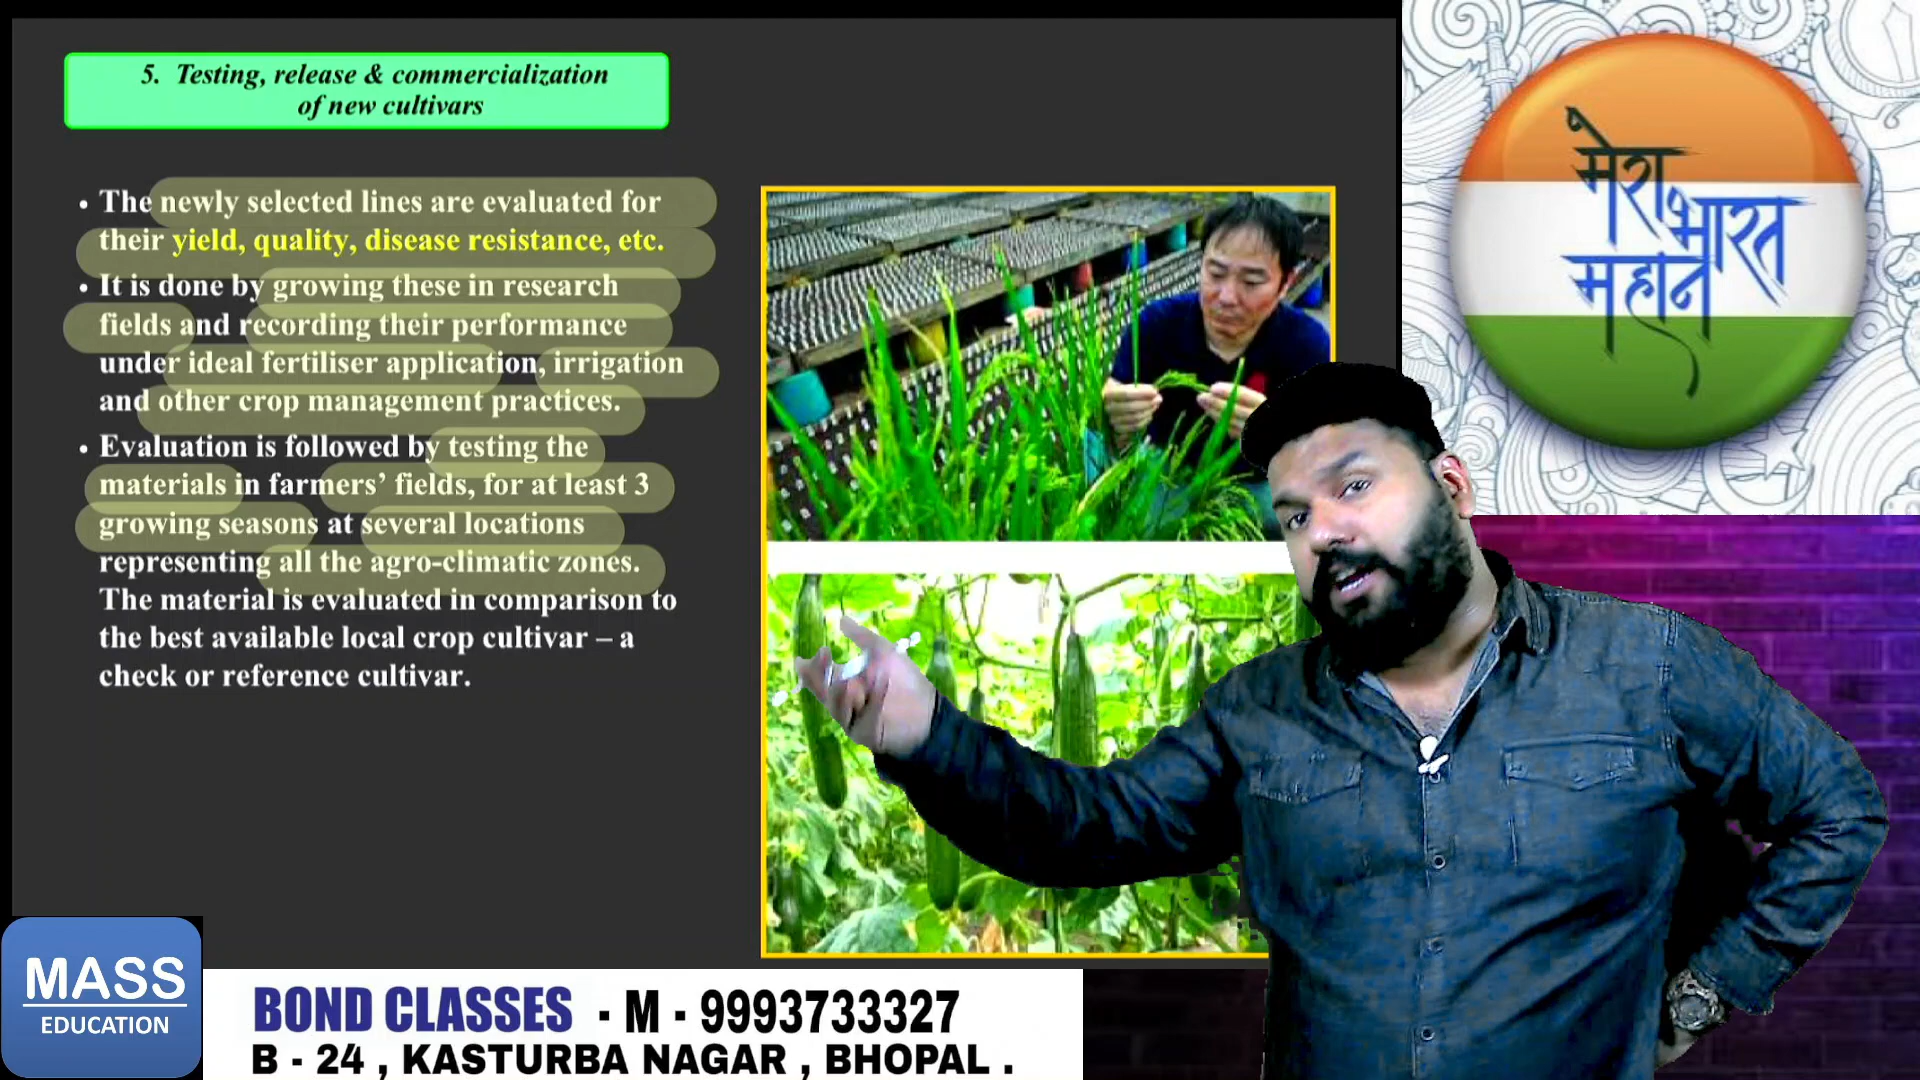 5. Testing, release & commercialization
of new cultivars
• The newly selected lines are evaluated for
their yield, quality, disease resistance, etc.
• It is done by growing these in research
fields and recording their performance
under ideal fertiliser application, irrigation
and other crop management practices.
• Evaluation is followed by testing the
materials in farmers’ fields, for at least 3
growing seasons at several locations
representing all the agro-climatic zones.
The material is evaluated in comparison to
the best available local crop cultivar – a
check or reference cultivar.
मेरा
भारत
महान
MASS
EDUCATION
BOND CLASSES - M - 9993733327
B - 24 , KASTURBA NAGAR , BHOPAL .